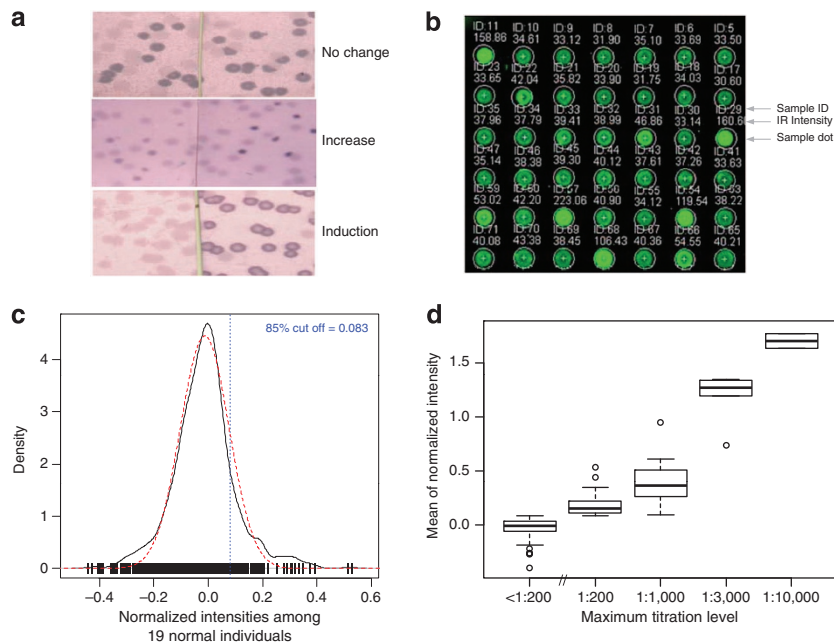 a
No change
Increase
Induction
b
ID:11 ID:10 ID:9 ID:8 ID:7 ID:6 ID:5
158.86 34.61 33.12 31.90 35.10 33.69 33.50
ID:23 ID:22 ID:21 ID:20 ID:19 ID:18 ID:17
33.65 42.04 35.82 33.90 31.75 34.03 30.60
ID:35 ID:34 ID:33 ID:32 ID:31 ID:30 ID:29
37.96 37.79 39.41 38.99 46.86 33.14 160.6
ID:47 ID:46 ID:45 ID:44 ID:43 ID:42 ID:41
35.14 38.38 39.30 40.12 37.61 37.26 33.63
ID:59 ID:60 ID:57 ID:55 ID:54
53.02 42.20 223.06 40.90 34.12 119.54 38.22
ID:71 ID:70 ID:69 ID:68 ID:67 ID:66
40.08 43.38 38.45 106.43 40.36 54.55 40.21
Sample ID
IR Intensity
Sample dot
c
85% cut off = 0.083
Density
4
3
2
1
0
−0.4 −0.2 0.0 0.2 0.4 0.6
Normalized intensities among
19 normal individuals
d
Mean of normalized intensity
1.5
1.0
0.5
0.0
<1:200 1:200 1:1,000 1:3,000 1:10,000
Maximum titration level